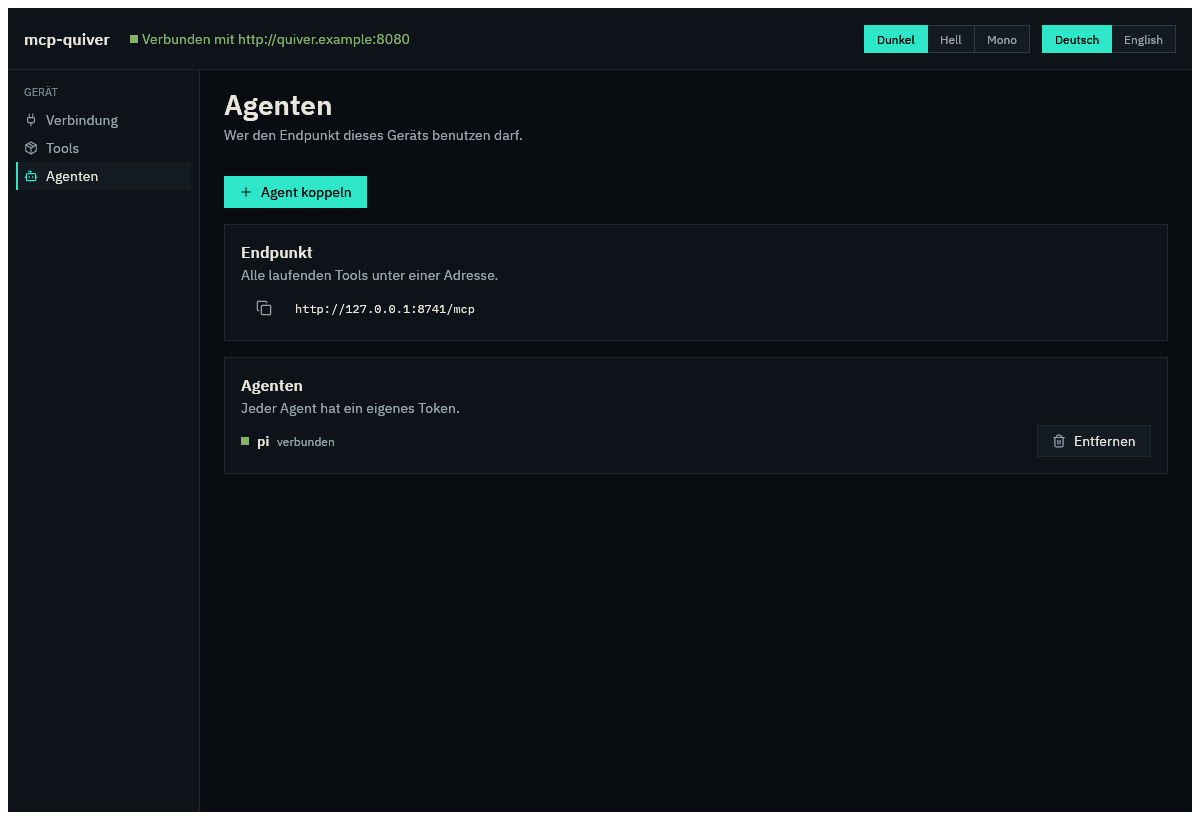 mcp-quiver
Verbunden mit http://quiver.example:8080
Dunkel Hell Mono
Deutsch English
GERÄT
Verbindung
Tools
Agenten
Agenten
Wer den Endpunkt dieses Geräts benutzen darf.
Agent koppeln
Endpunkt
Alle laufenden Tools unter einer Adresse.
http://127.0.0.1:8741/mcp
Agenten
Jeder Agent hat ein eigenes Token.
pi verbunden
Entfernen